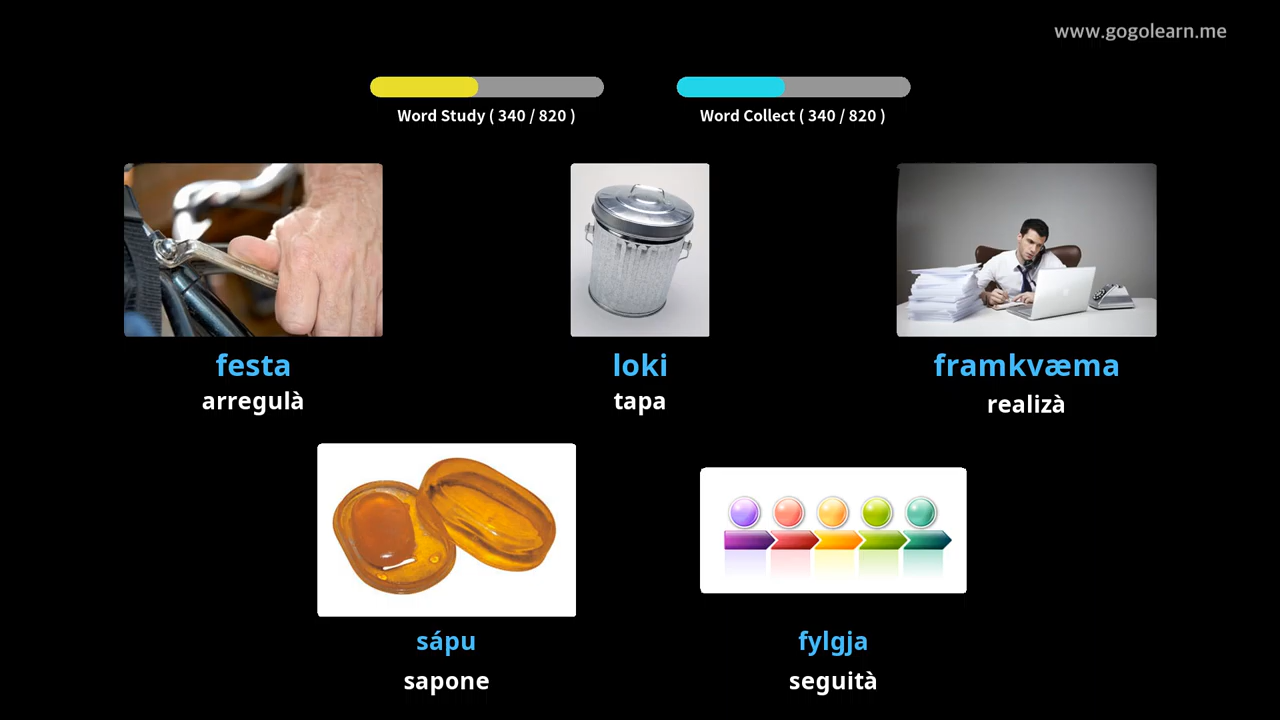 www.gogolearn.me
Word Study ( 340 / 820 )
Word Collect ( 340 / 820 )
festa
arregulà
loki
tapa
framkvæma
realizà
sápu
sapone
fylgja
seguità